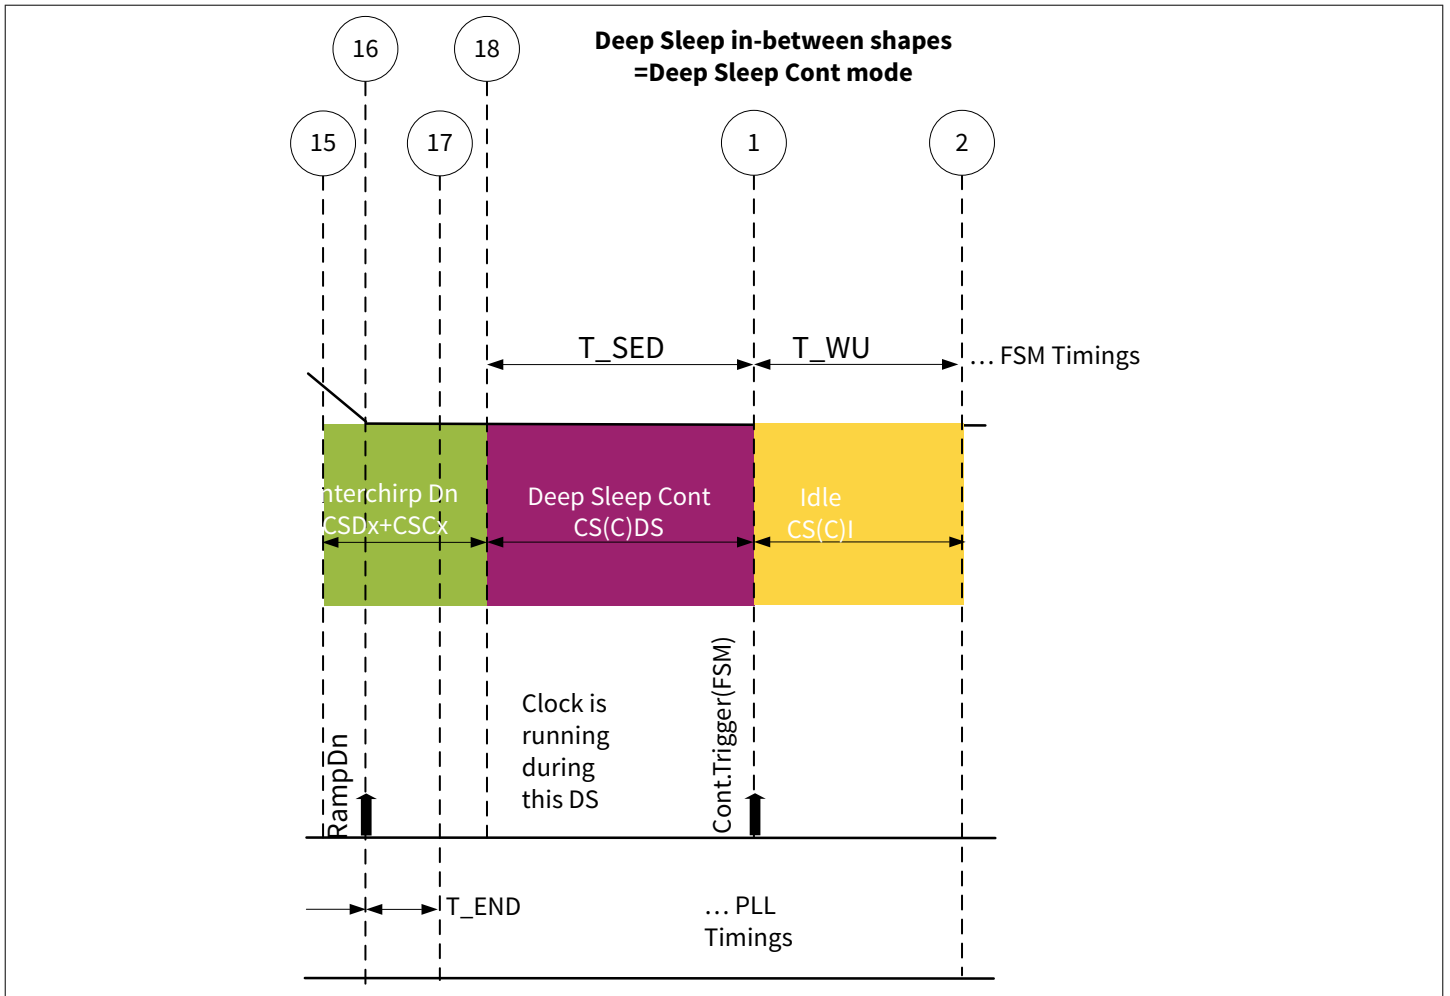 Deep Sleep in-between shapes
=Deep Sleep Cont mode
16
18
15
17
1
2
T_SED
T_WU
... FSM Timings
nterchirp Dn
CSDx+CSCx
Deep Sleep Cont
CS(C)DS
Idle
CS(C)I
Clock is
running
during
this DS
RampDn
Cont.Trigger(FSM)
T_END
... PLL
Timings